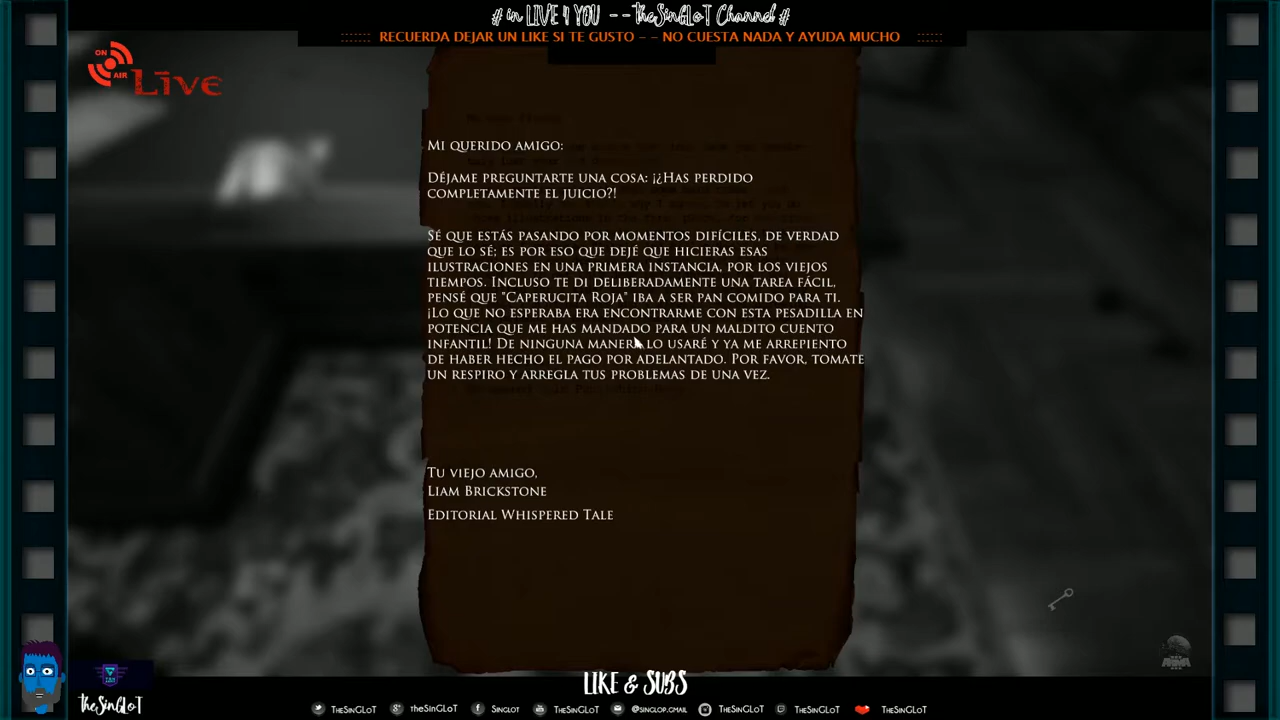 # in LIVE 4 YOU --TheSinGLoT Channel #
RECUERDA DEJAR UN LIKE SI TE GUSTO - - NO CUESTA NADA Y AYUDA MUCHO
ON
AIR
Live
Mi querido amigo:
Déjame preguntarte una cosa: ¡¿Has perdido
completamente el juicio?!
Sé que estás pasando por momentos difíciles, de verdad
que lo sé; es por eso que dejé que hicieras esas
ilustraciones en una primera instancia, por los viejos
tiempos. Incluso te di deliberadamente una tarea fácil,
pensé que "Caperucita Roja" iba a ser pan comido para ti.
¡Lo que no esperaba era encontrarme con esta pesadilla en
potencia que me has mandado para un maldito cuento
infantil! De ninguna manera lo usaré y ya me arrepiento
de haber hecho el pago por adelantado. Por favor, tomate
un respiro y arregla tus problemas de una vez.
Tu viejo amigo,
Liam Brickstone
Editorial Whispered Tale
LIKE & SUBS
theSinGLoT
TheSinGLoT theSinGLoT Singlot TheSinGLoT @singlop.gmail TheSinGLoT TheSinGLoT TheSinGLoT